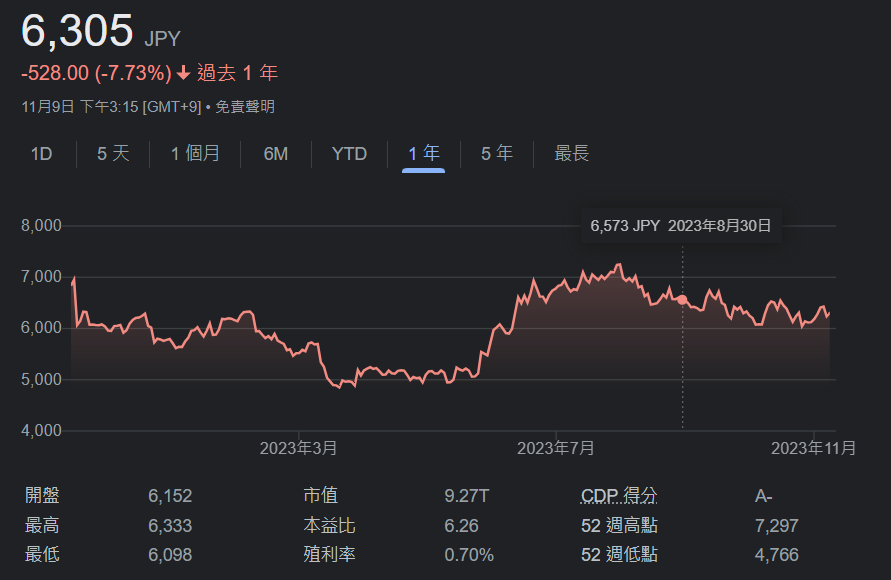 6,305 JPY
-528.00 (-7.73%) ↓ 過去 1 年
11月9日 下午3:15 [GMT+9] • 免責聲明
1D 5 天 1 個月 6M YTD 1 年 5 年 最長
6,573 JPY 2023年8月30日
8,000
7,000
6,000
5,000
4,000
2023年3月 2023年7月 2023年11月
開盤 6,152 市值 9.27T CDP 得分 A-
最高 6,333 本益比 6.26 52 週高點 7,297
最低 6,098 殖利率 0.70% 52 週低點 4,766